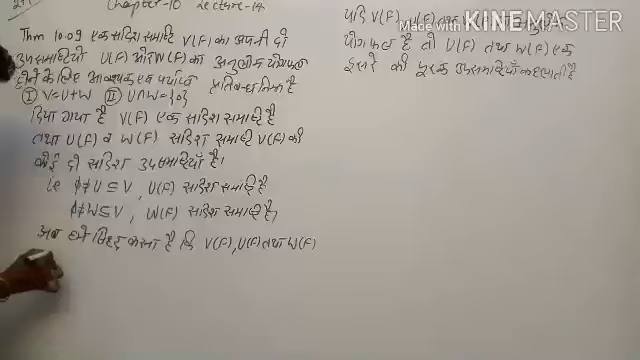 Chapter-10 Lecture-14
Thm 10.09 एक सदिश समष्टि V(F) का अपनी दो
उपसमष्टियों U(F) और W(F) का अनुलोम योगफल
होने के लिए आवश्यक एवं पर्याप्त प्रतिबन्ध निम्न है
Ⓘ V=U+W Ⓘⓘ U∩W={0}
दिया गया है V(F) एक सदिश समष्टि है
तथा U(F) व W(F) सदिश समष्टि V(F) की
कोई दो सदिश उपसमष्टियाँ है।
ie ϕ≠U⊆V, U(F) सदिश समष्टि है
ϕ≠W⊆V, W(F) सदिश समष्टि है,
अब हमें सिद्ध करना है कि V(F), U(F) तथा W(F)
यदि V(F), U(F)
योगफल है तो U(F) तथा W(F) एक
दूसरे की पूरक उपसमष्टियाँ कहलाती है
Made with
KINEMASTER